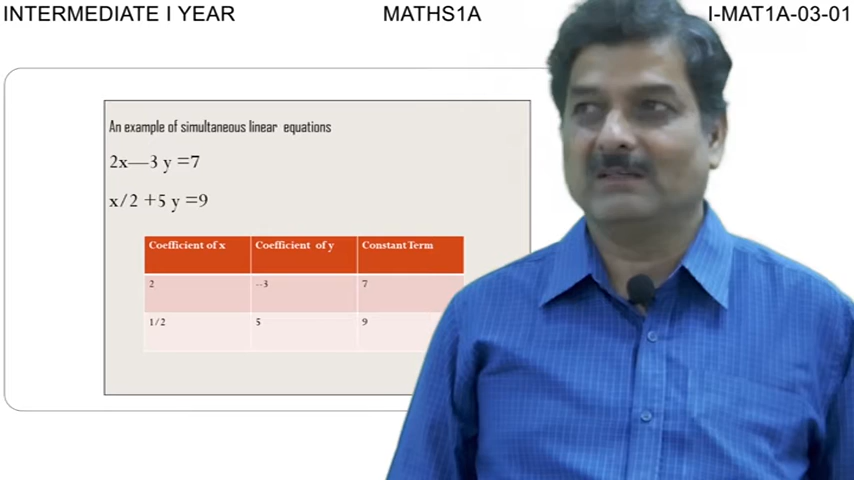 INTERMEDIATE I YEAR MATHS1A I-MAT1A-03-01
An example of simultaneous linear equations
2x—3 y =7
x/2 +5 y =9
Coefficient of x Coefficient of y Constant Term
2 --3 7
1/2 5 9